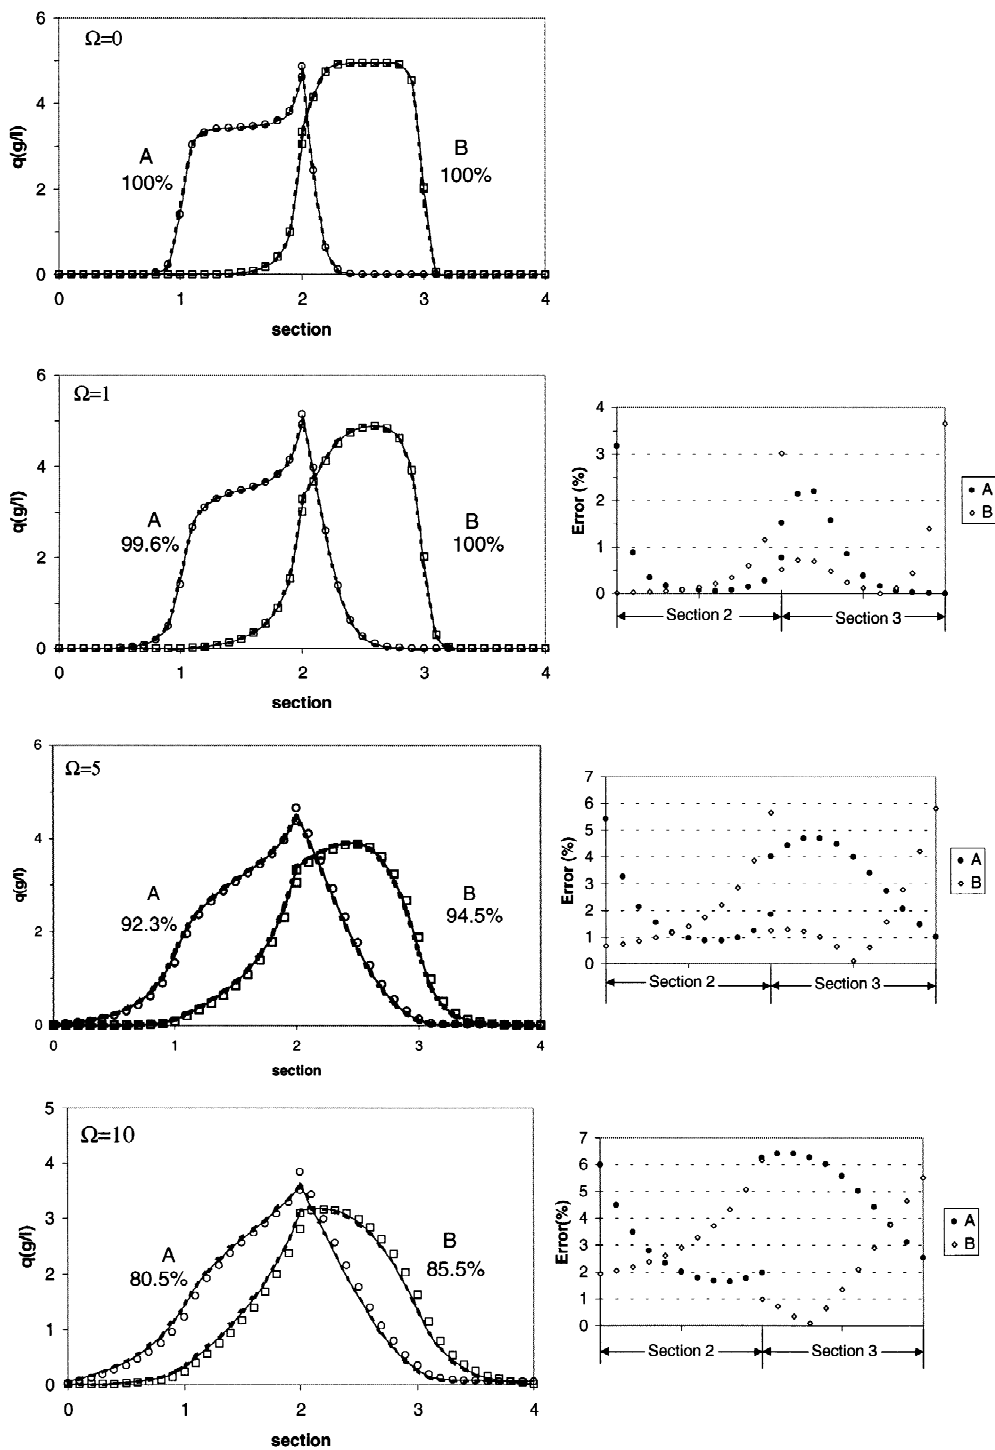 Ω=0
6
4
2
0
q(g/l)
A
100%
B
100%
0 1 2 3 4
section
Ω=1
6
4
2
0
q(g/l)
A
99.6%
B
100%
0 1 2 3 4
section
4
3
2
1
0
Error (%)
Section 2
Section 3
A
B
Ω=5
6
4
2
0
q(g/l)
A
92.3%
B
94.5%
0 1 2 3 4
section
7
6
5
4
3
2
1
0
Error (%)
Section 2
Section 3
A
B
Ω=10
5
4
3
2
1
0
q(g/l)
A
80.5%
B
85.5%
0 1 2 3 4
section
7
6
5
4
3
2
1
0
Error(%)
Section 2
Section 3
A
B